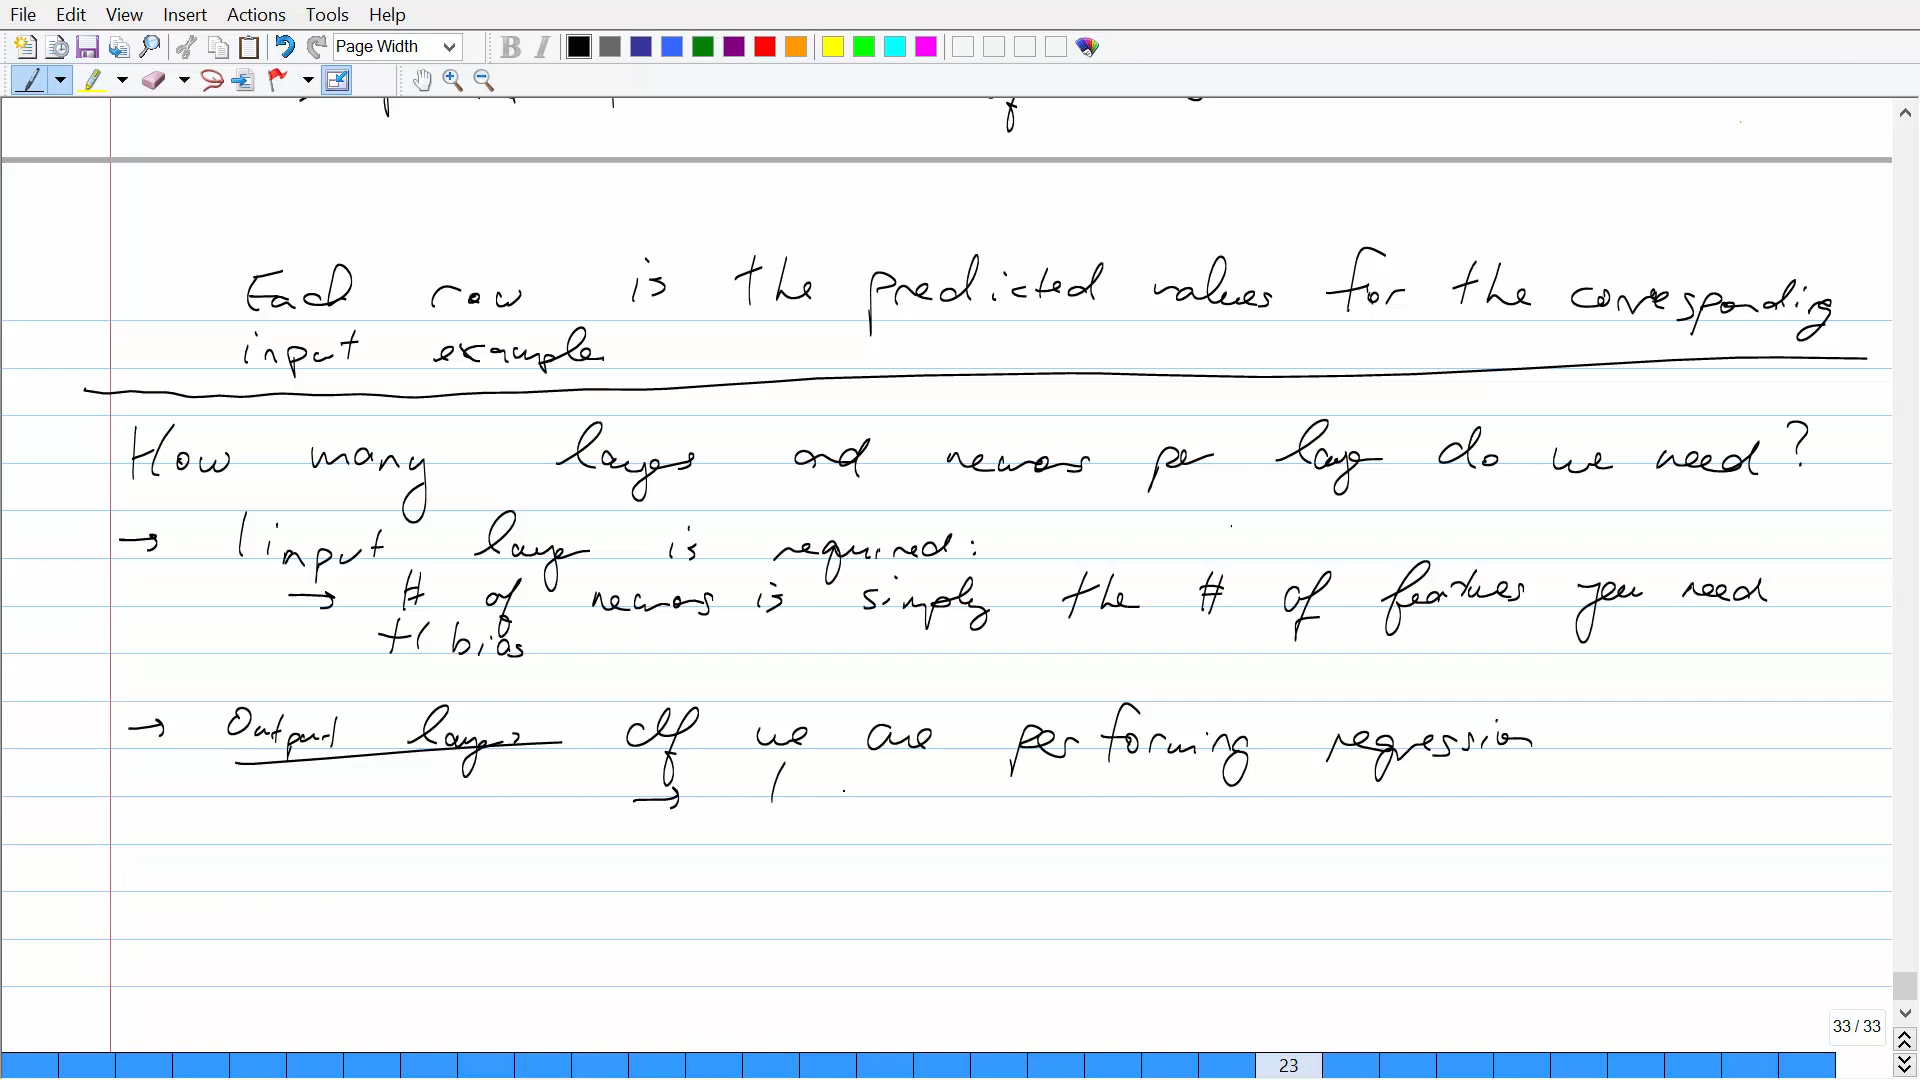 File Edit View Insert Actions Tools Help
Page Width
B I
Each row is the predicted values for the corresponding
input example
How many layers and neurons per layer do we need?
→ 1 input layer is required:
→ # of neurons is simply the # of features you need
+1 bias
→ Output layer If we are performing regression
→ 1
33 / 33
23